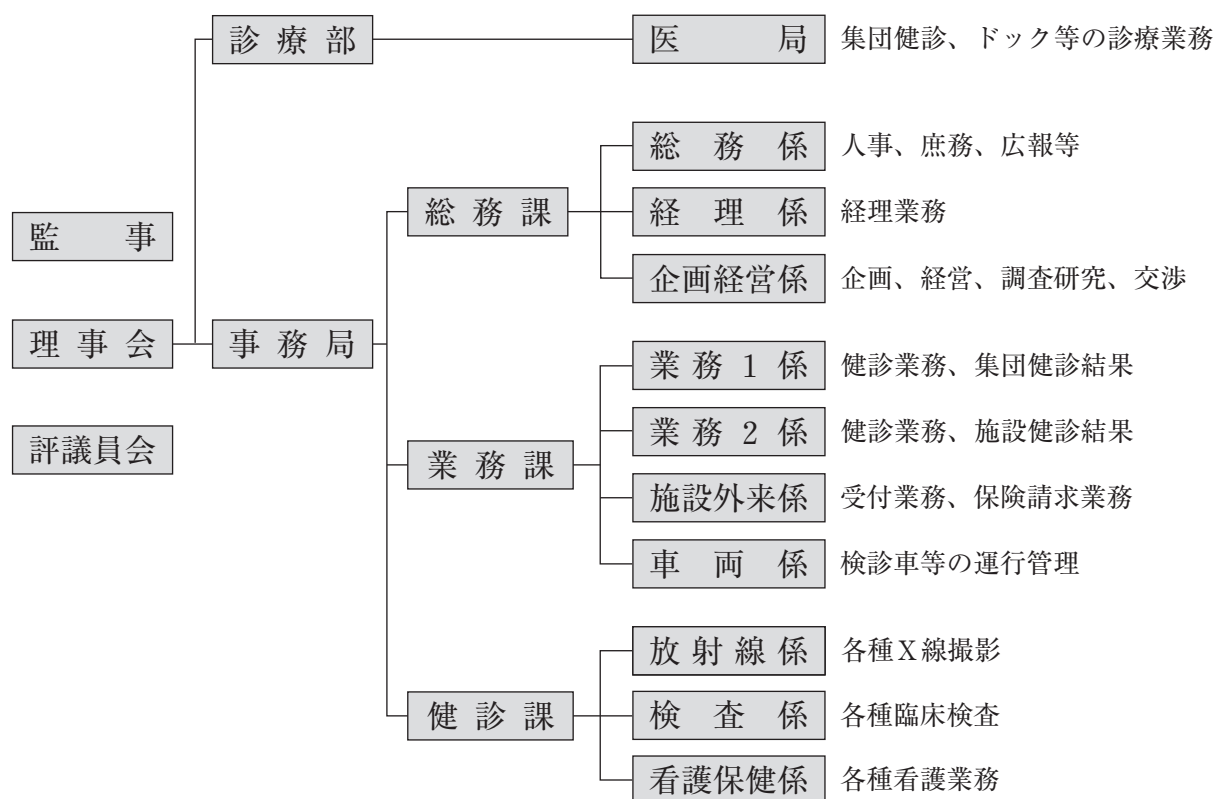 診療部 医局 集団健診、ドック等の診療業務
総務係 人事、庶務、広報等
総務課 経理係 経理業務
監事
企画経営係 企画、経営、調査研究、交渉
理事会 事務局
業務1係 健診業務、集団健診結果
業務2係 健診業務、施設健診結果
評議員会 業務課
施設外来係 受付業務、保険請求業務
車両係 検診車等の運行管理
放射線係 各種X線撮影
健診課 検査係 各種臨床検査
看護保健係 各種看護業務